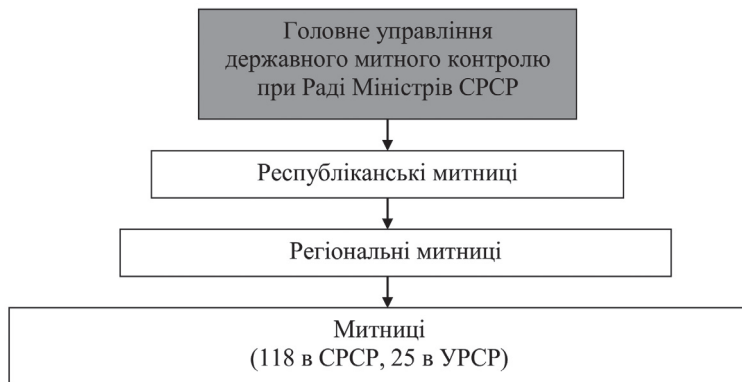 Головне управління
державного митного контролю
при Раді Міністрів СРСР
Республіканські митниці
Регіональні митниці
Митниці
(118 в СРСР, 25 в УРСР)